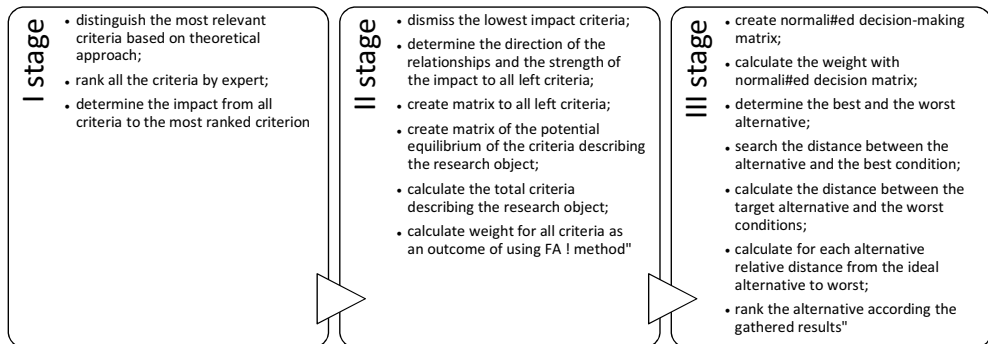 I stage
• distinguish the most relevant
criteria based on theoretical
approach;
• rank all the criteria by expert;
• determine the impact from all
criteria to the most ranked criterion
II stage
• dismiss the lowest impact criteria;
• determine the direction of the
relationships and the strength of
the impact to all left criteria;
• create matrix to all left criteria;
• create matrix of the potential
equilibrium of the criteria describing
the research object;
• calculate the total criteria
describing the research object;
• calculate weight for all criteria as
an outcome of using FA ! method"
III stage
• create normali#ed decision-making
matrix;
• calculate the weight with
normali#ed decision matrix;
• determine the best and the worst
alternative;
• search the distance between the
alternative and the best condition;
• calculate the distance between the
target alternative and the worst
conditions;
• calculate for each alternative
relative distance from the ideal
alternative to worst;
• rank the alternative according the
gathered results"